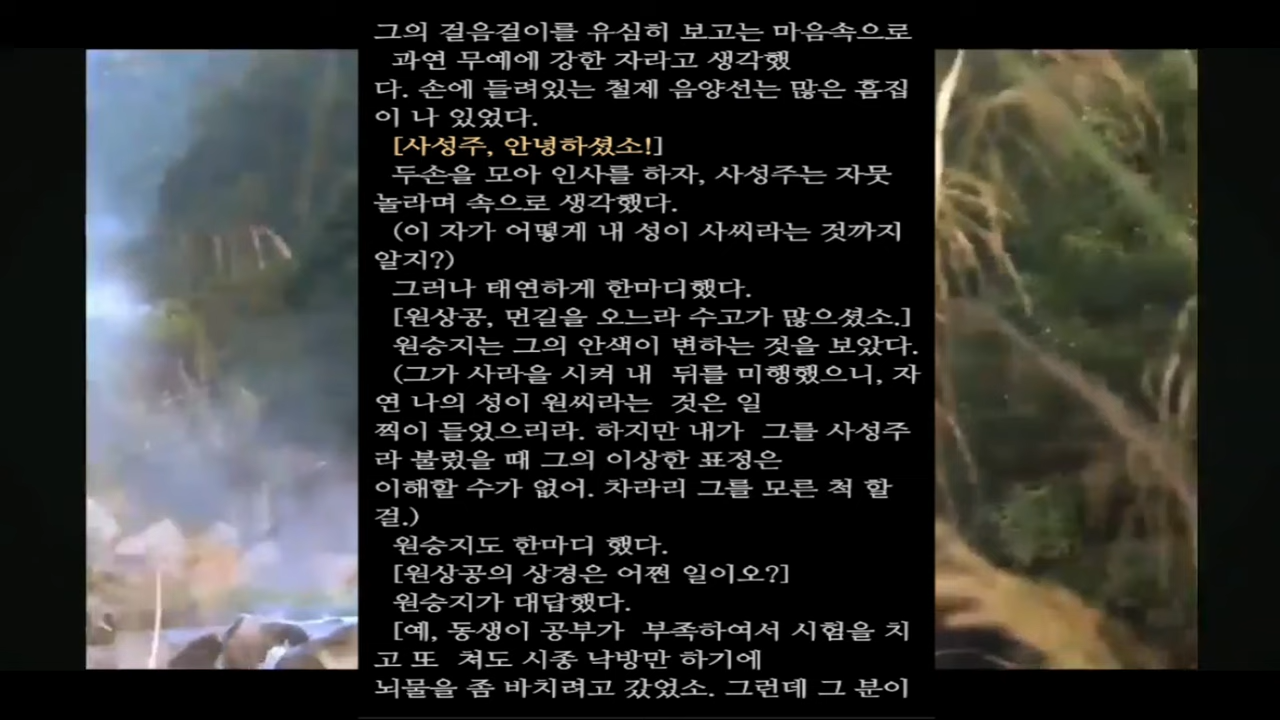 그의 걸음걸이를 유심히 보고는 마음속으로
과연 무예에 강한 자라고 생각했
다. 손에 들려있는 철제 음양선는 많은 흠집
이 나 있었다.
[사성주, 안녕하셨소!]
두손을 모아 인사를 하자, 사성주는 자못
놀라며 속으로 생각했다.
(이 자가 어떻게 내 성이 사씨라는 것까지
알지?)
그러나 태연하게 한마디했다.
[원상공, 먼길을 오느라 수고가 많으셨소.]
원승지는 그의 안색이 변하는 것을 보았다.
(그가 사라을 시켜 내 뒤를 미행했으니, 자
연 나의 성이 원씨라는 것은 일
찍이 들었으리라. 하지만 내가 그를 사성주
라 불렀을 때 그의 이상한 표정은
이해할 수가 없어. 차라리 그를 모른 척 할
걸.)
원승지도 한마디 했다.
[원상공의 상경은 어쩐 일이오?]
원승지가 대답했다.
[예, 동생이 공부가 부족하여서 시험을 치
고 또 쳐도 시종 낙방만 하기에
뇌물을 좀 바치려고 갔었소. 그런데 그 분이